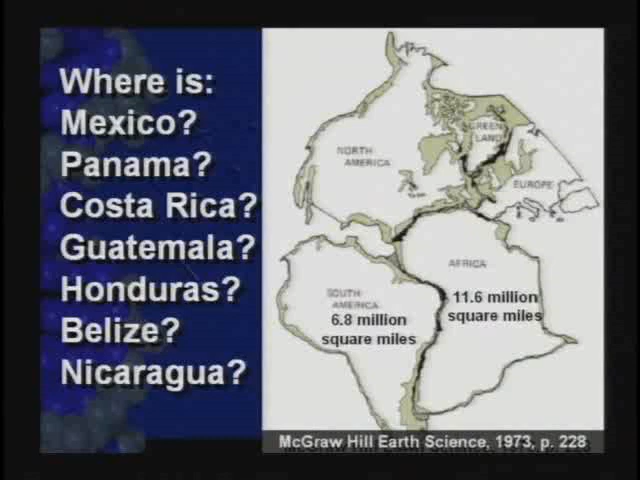 Where is:
Mexico?
Panama?
Costa Rica?
Guatemala?
Honduras?
Belize?
Nicaragua?
GREEN
LAND
NORTH
AMERICA
EUROPE
AFRICA
SOUTH
AMERICA
6.8 million
square miles
11.6 million
square miles
McGraw Hill Earth Science, 1973, p. 228